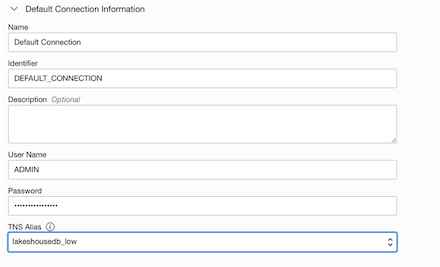 Default Connection Information
Name
Default Connection
Identifier
DEFAULT_CONNECTION
Description Optional
User Name
ADMIN
Password
••••••••••••••••
TNS Alias
lakeshousedb_low